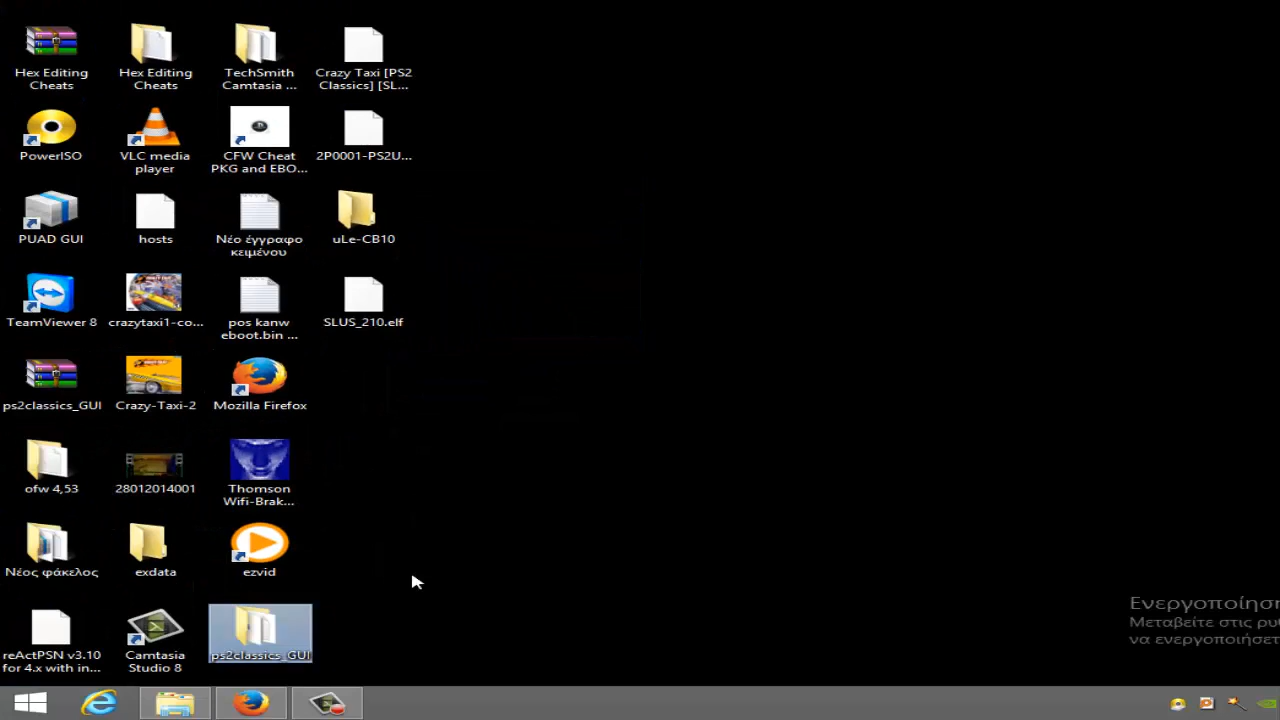 Hex Editing
Cheats
Hex Editing
Cheats
TechSmith
Camtasia ...
Crazy Taxi [PS2
Classics] [SL...
PowerISO
VLC media
player
CFW Cheat
PKG and EBO...
2P0001-PS2U...
PUAD GUI
hosts
Νέο έγγραφο
κειμένου
uLe-CB10
TeamViewer 8
crazytaxi1-co...
pos kanw
eboot.bin ...
SLUS_210.elf
ps2classics_GUI
Crazy-Taxi-2
Mozilla Firefox
ofw 4,53
28012014001
Thomson
Wifi-Brak...
Νέος φάκελος
exdata
ezvid
reActPSN v3.10
for 4.x with in...
Camtasia
Studio 8
ps2classics_GUI
Ενεργοποίηση
Μεταβείτε στις ρυ
να ενεργοποιήσετ